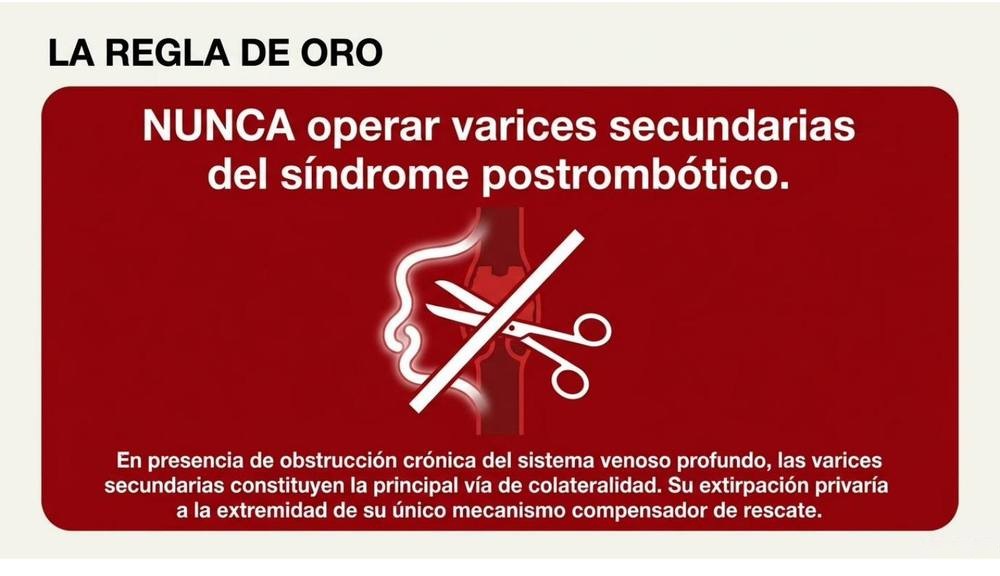 LA REGLA DE ORO
NUNCA operar varices secundarias
del síndrome postrombótico.
En presencia de obstrucción crónica del sistema venoso profundo, las varices
secundarias constituyen la principal vía de colateralidad. Su extirpación privaría
a la extremidad de su único mecanismo compensador de rescate.